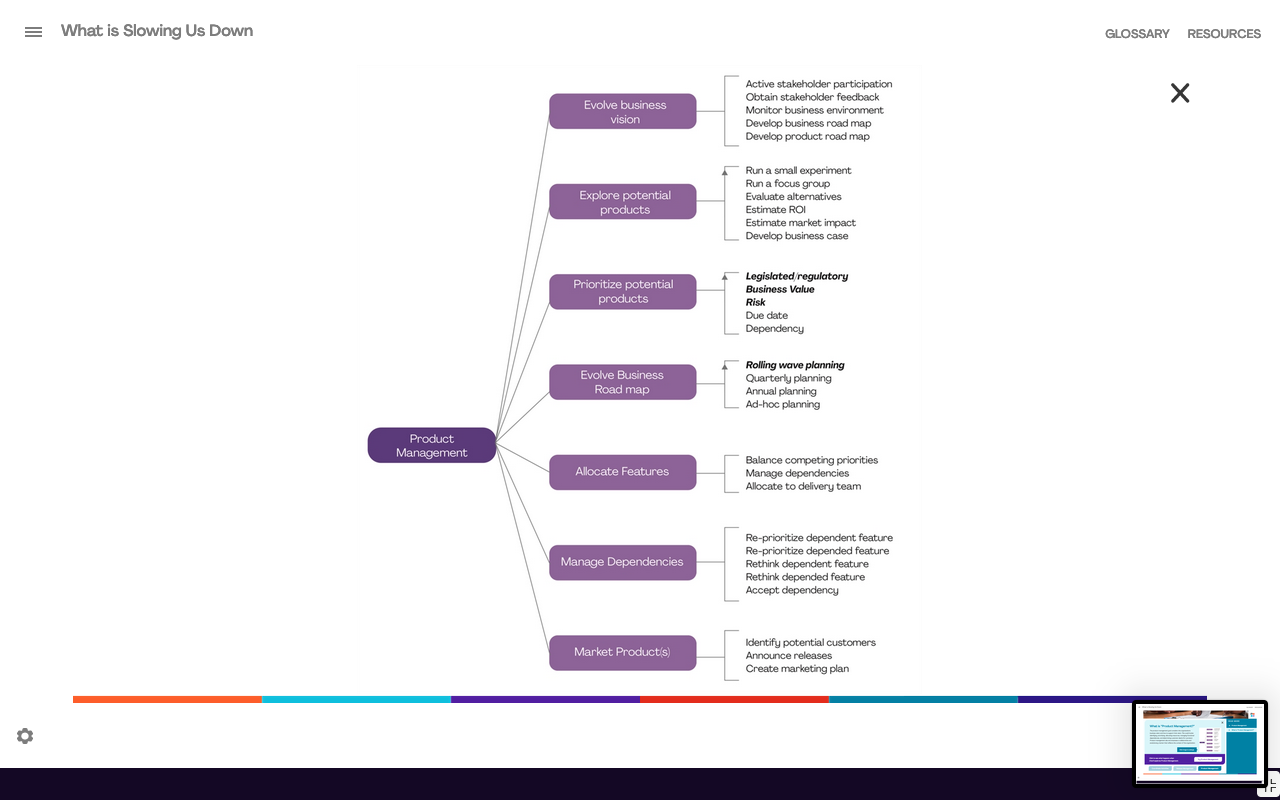 What is Slowing Us Down
GLOSSARY
RESOURCES
Evolve business
vision
Active stakeholder participation
Obtain stakeholder feedback
Monitor business environment
Develop business road map
Develop product road map
Explore potential
products
Run a small experiment
Run a focus group
Evaluate alternatives
Estimate ROI
Estimate market impact
Develop business case
Prioritize potential
products
Legislated/regulatory
Business Value
Risk
Due date
Dependency
Evolve Business
Road map
Rolling wave planning
Quarterly planning
Annual planning
Ad-hoc planning
Product
Management
Allocate Features
Balance competing priorities
Manage dependencies
Allocate to delivery team
Manage Dependencies
Re-prioritize dependent feature
Re-prioritize depended feature
Rethink dependent feature
Rethink depended feature
Accept dependency
Market Product(s)
Identify potential customers
Announce releases
Create marketing plan